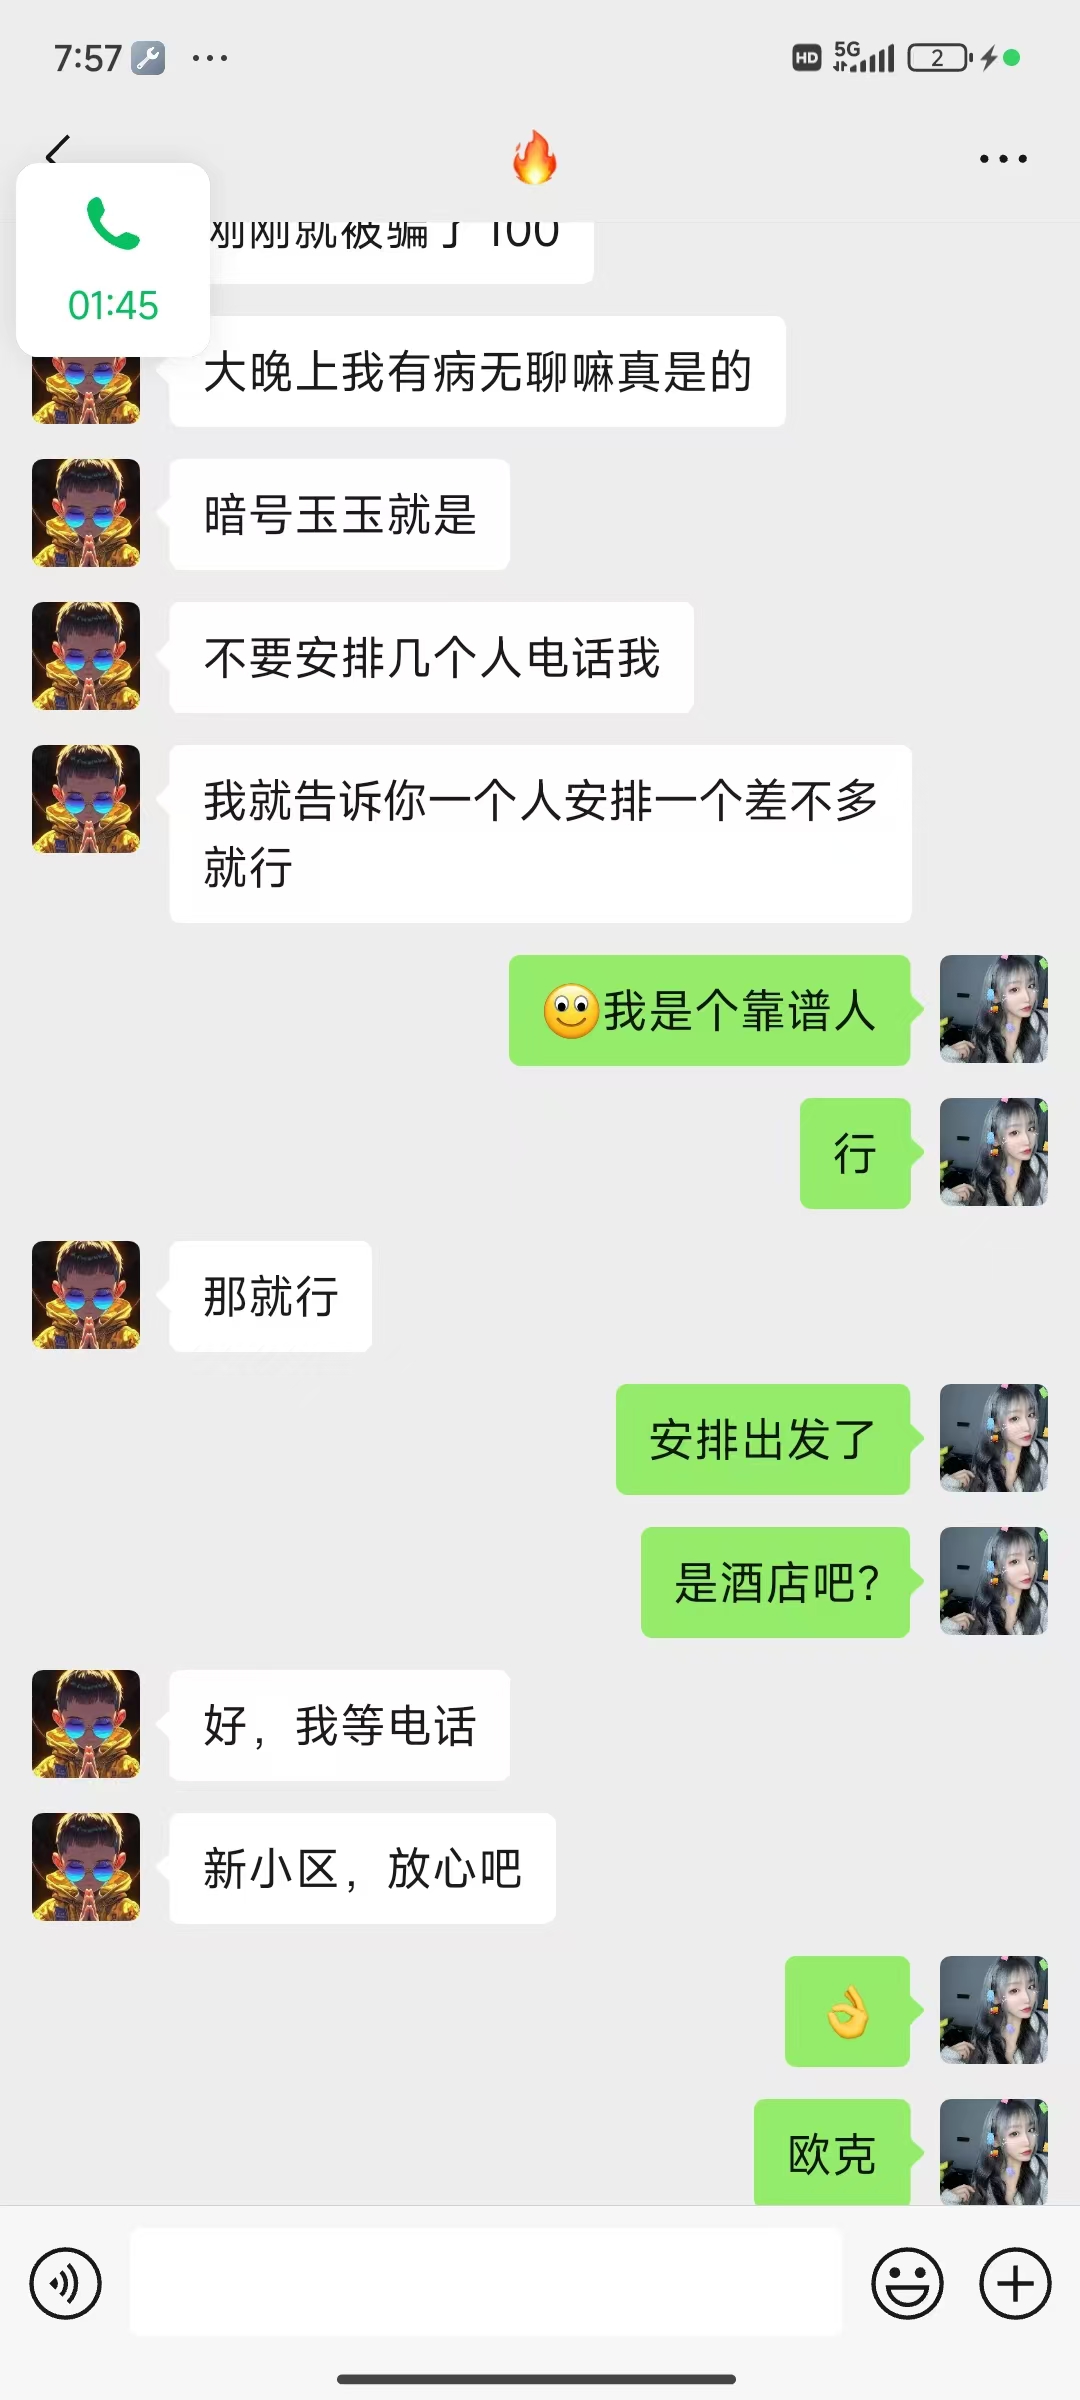 7:57
HD 5G 2
🔥
01:45
刚刚就被骗了100
大晚上我有病无聊嘛真是的
暗号玉玉就是
不要安排几个人电话我
我就告诉你一个人安排一个差不多
就行
🙂我是个靠谱人
行
那就行
安排出发了
是酒店吧?
好，我等电话
新小区，放心吧
👌
欧克